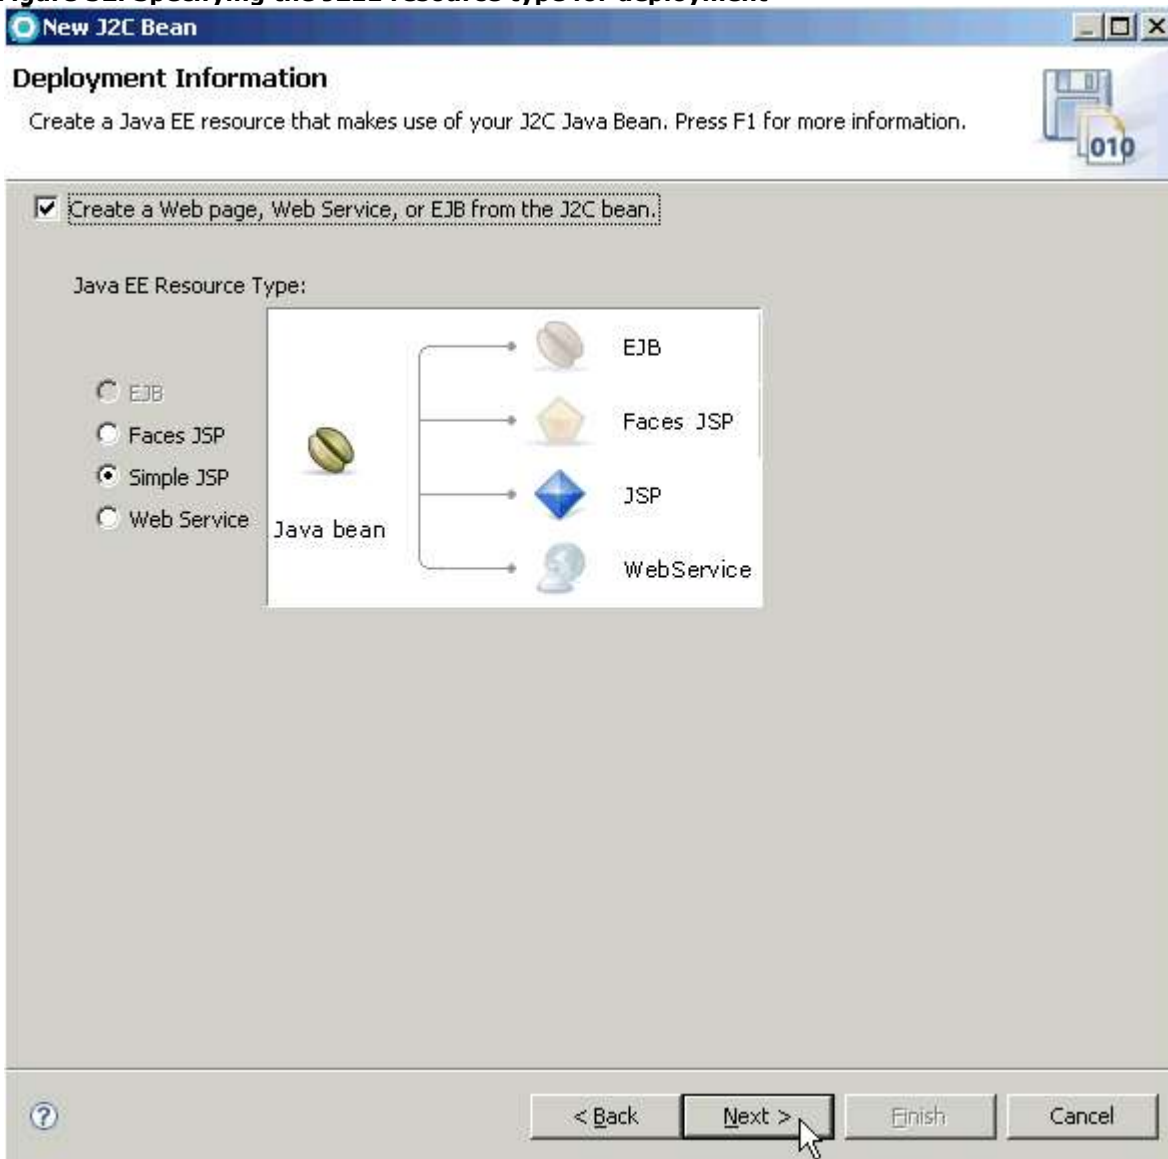 New J2C Bean
Deployment Information
Create a Java EE resource that makes use of your J2C Java Bean. Press F1 for more information.
010
Create a Web page, Web Service, or EJB from the J2C bean.
Java EE Resource Type:
EJB
Faces JSP
Simple JSP
Web Service
Java bean
EJB
Faces JSP
JSP
WebService
< Back
Next >
Finish
Cancel